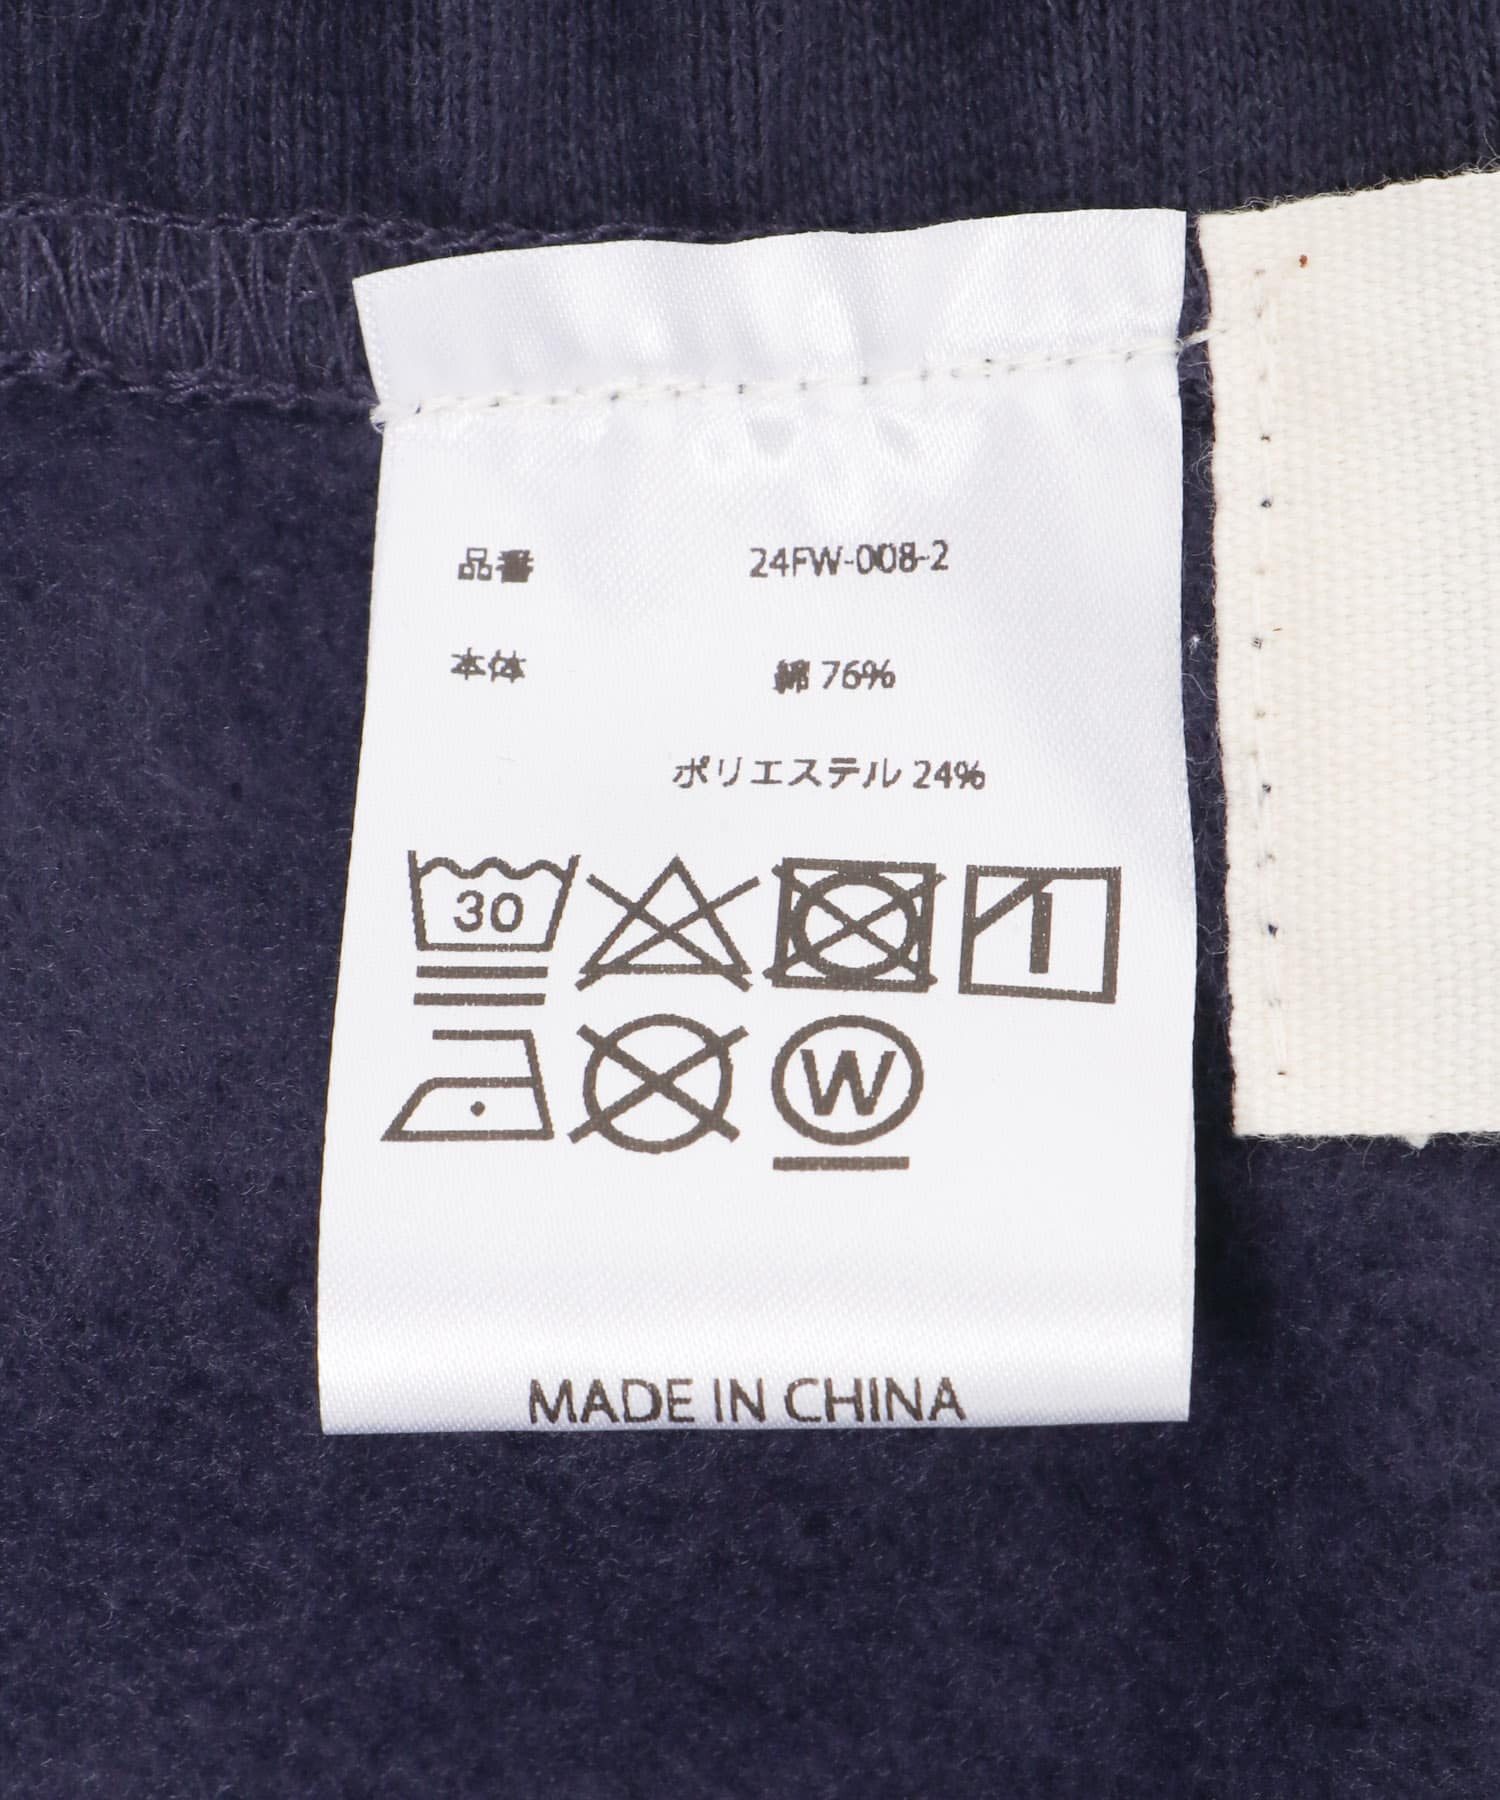 品番 24FW-008-2
本体 綿 76%
ポリエステル 24%
30
W
MADE IN CHINA